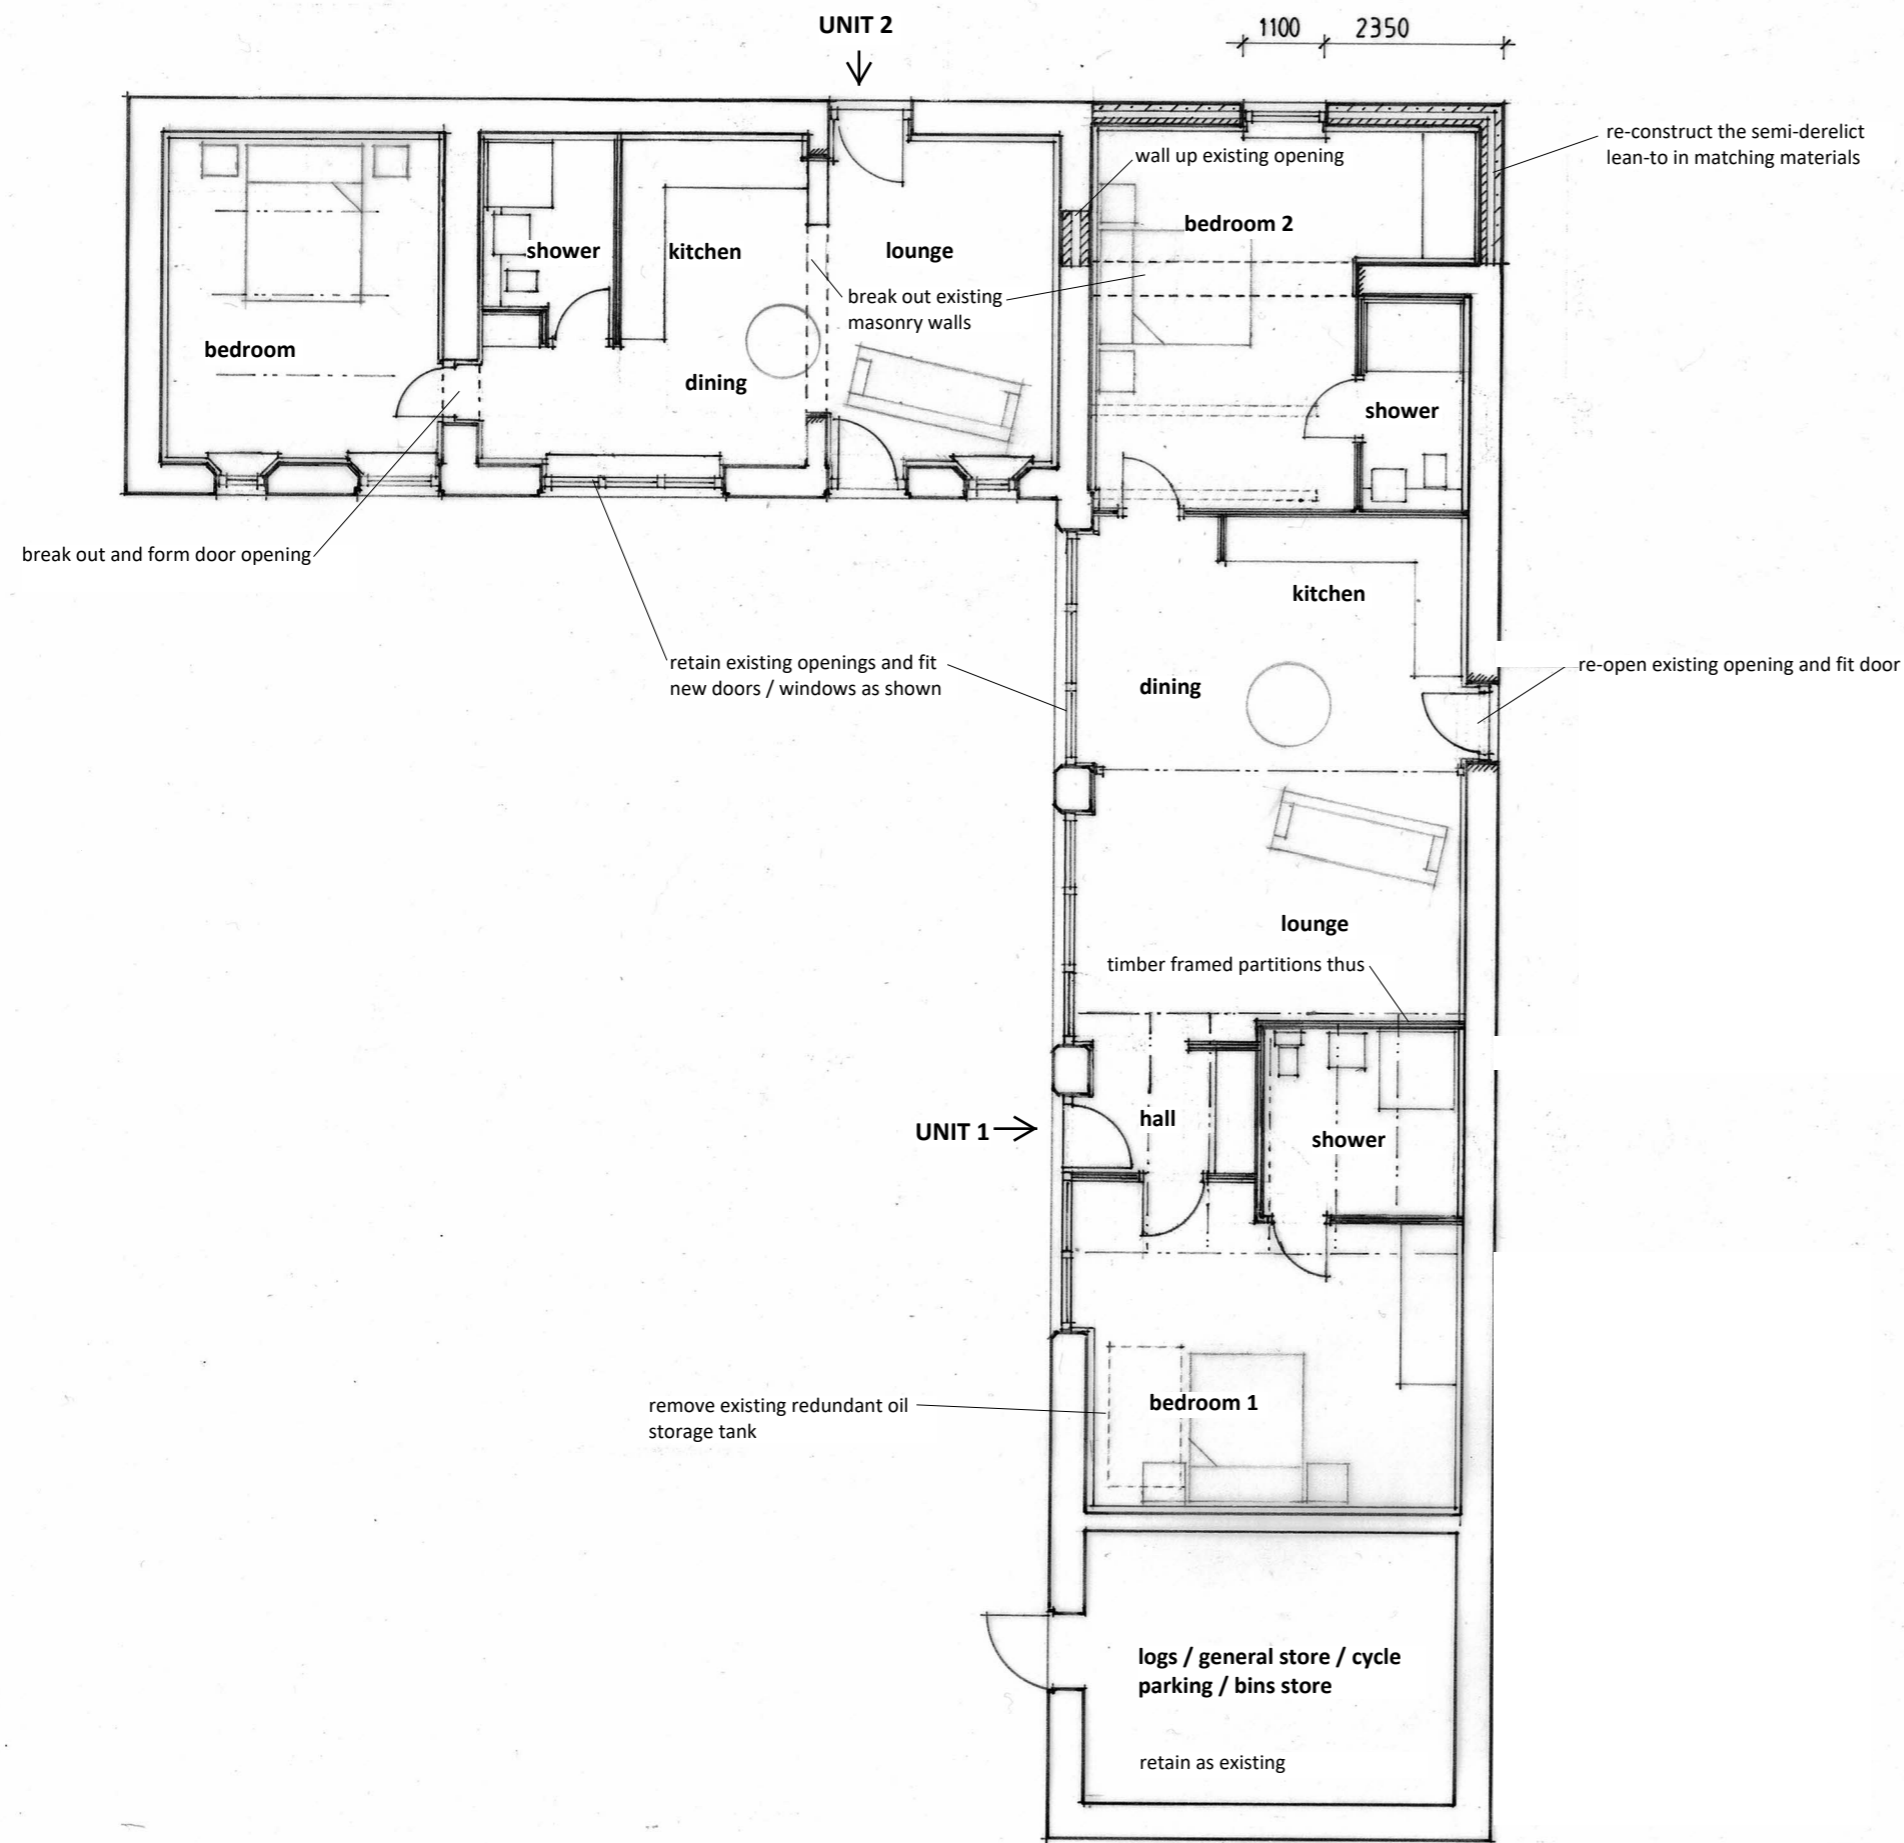 UNIT 2
1100 2350
re-construct the semi-derelict
lean-to in matching materials
wall up existing opening
bedroom 2
shower
kitchen
lounge
break out existing
masonry walls
bedroom
dining
shower
break out and form door opening
kitchen
retain existing openings and fit
new doors / windows as shown
re-open existing opening and fit door
dining
lounge
timber framed partitions thus
hall
UNIT 1
shower
remove existing redundant oil
storage tank
bedroom 1
logs / general store / cycle
parking / bins store
retain as existing